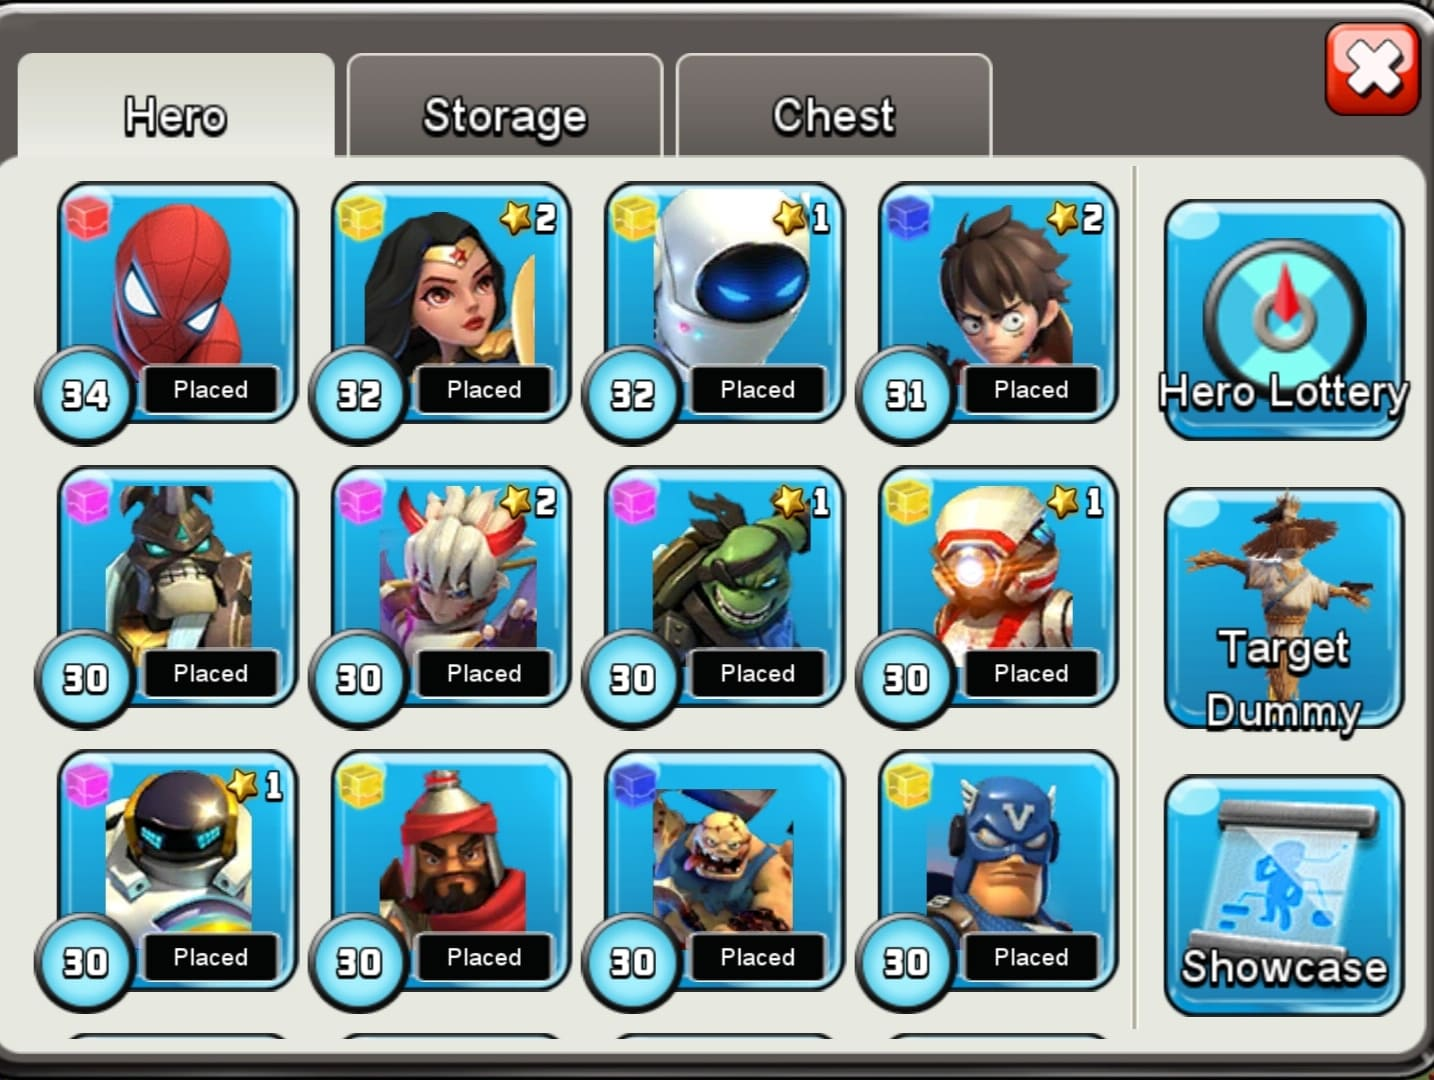 Hero
Storage
Chest
2
1
2
34
Placed
32
Placed
32
Placed
31
Placed
Hero Lottery
2
1
1
30
Placed
30
Placed
30
Placed
30
Placed
Target
Dummy
1
V
30
Placed
30
Placed
30
Placed
30
Placed
Showcase